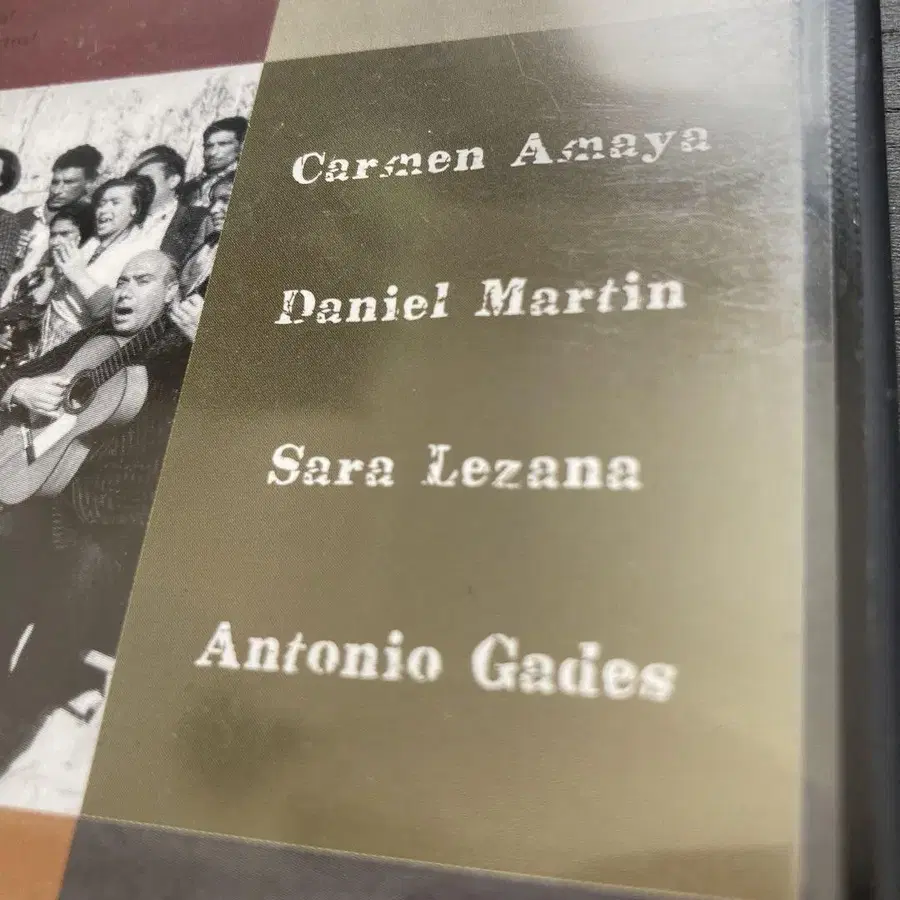 Carmen Amaya
Daniel Martin
Sara Lezana
Antonio Gades